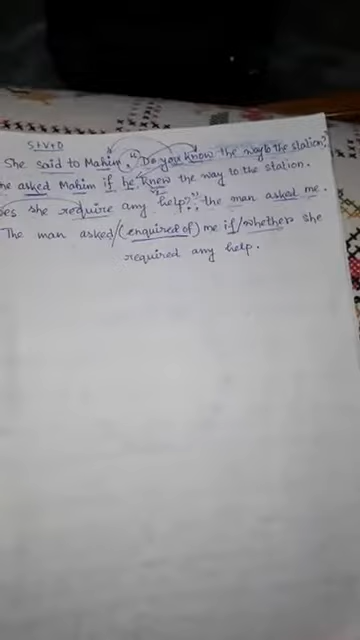 S+V+O
She said to Mahim, "Do you know the way to the station?"
he asked Mahim if he knew the way to the station.
oes she require any help?" the man asked me.
The man asked/(enquired of) me if/whether she
required any help.